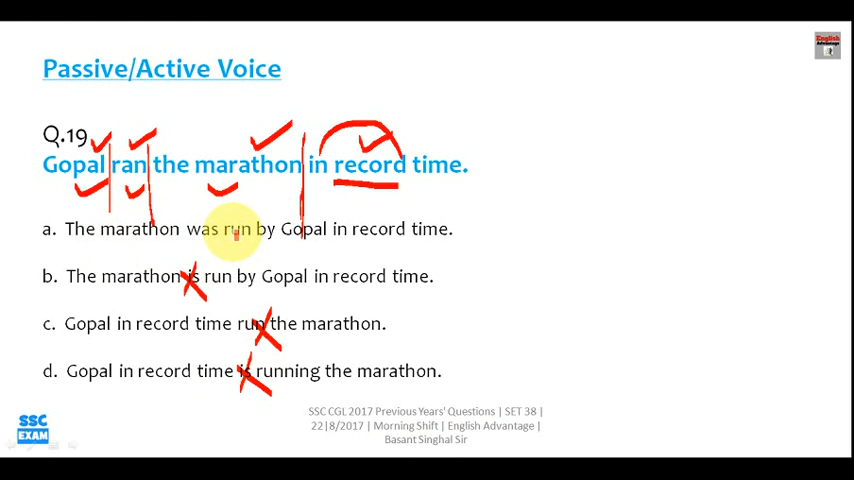 English
Advantage
Passive/Active Voice
Q.19
Gopal ran the marathon in record time.
a. The marathon was run by Gopal in record time.
b. The marathon is run by Gopal in record time.
c. Gopal in record time run the marathon.
d. Gopal in record time is running the marathon.
SSC CGL 2017 Previous Years' Questions | SET 38 |
22|8/2017 | Morning Shift | English Advantage |
Basant Singhal Sir
SSC
EXAM